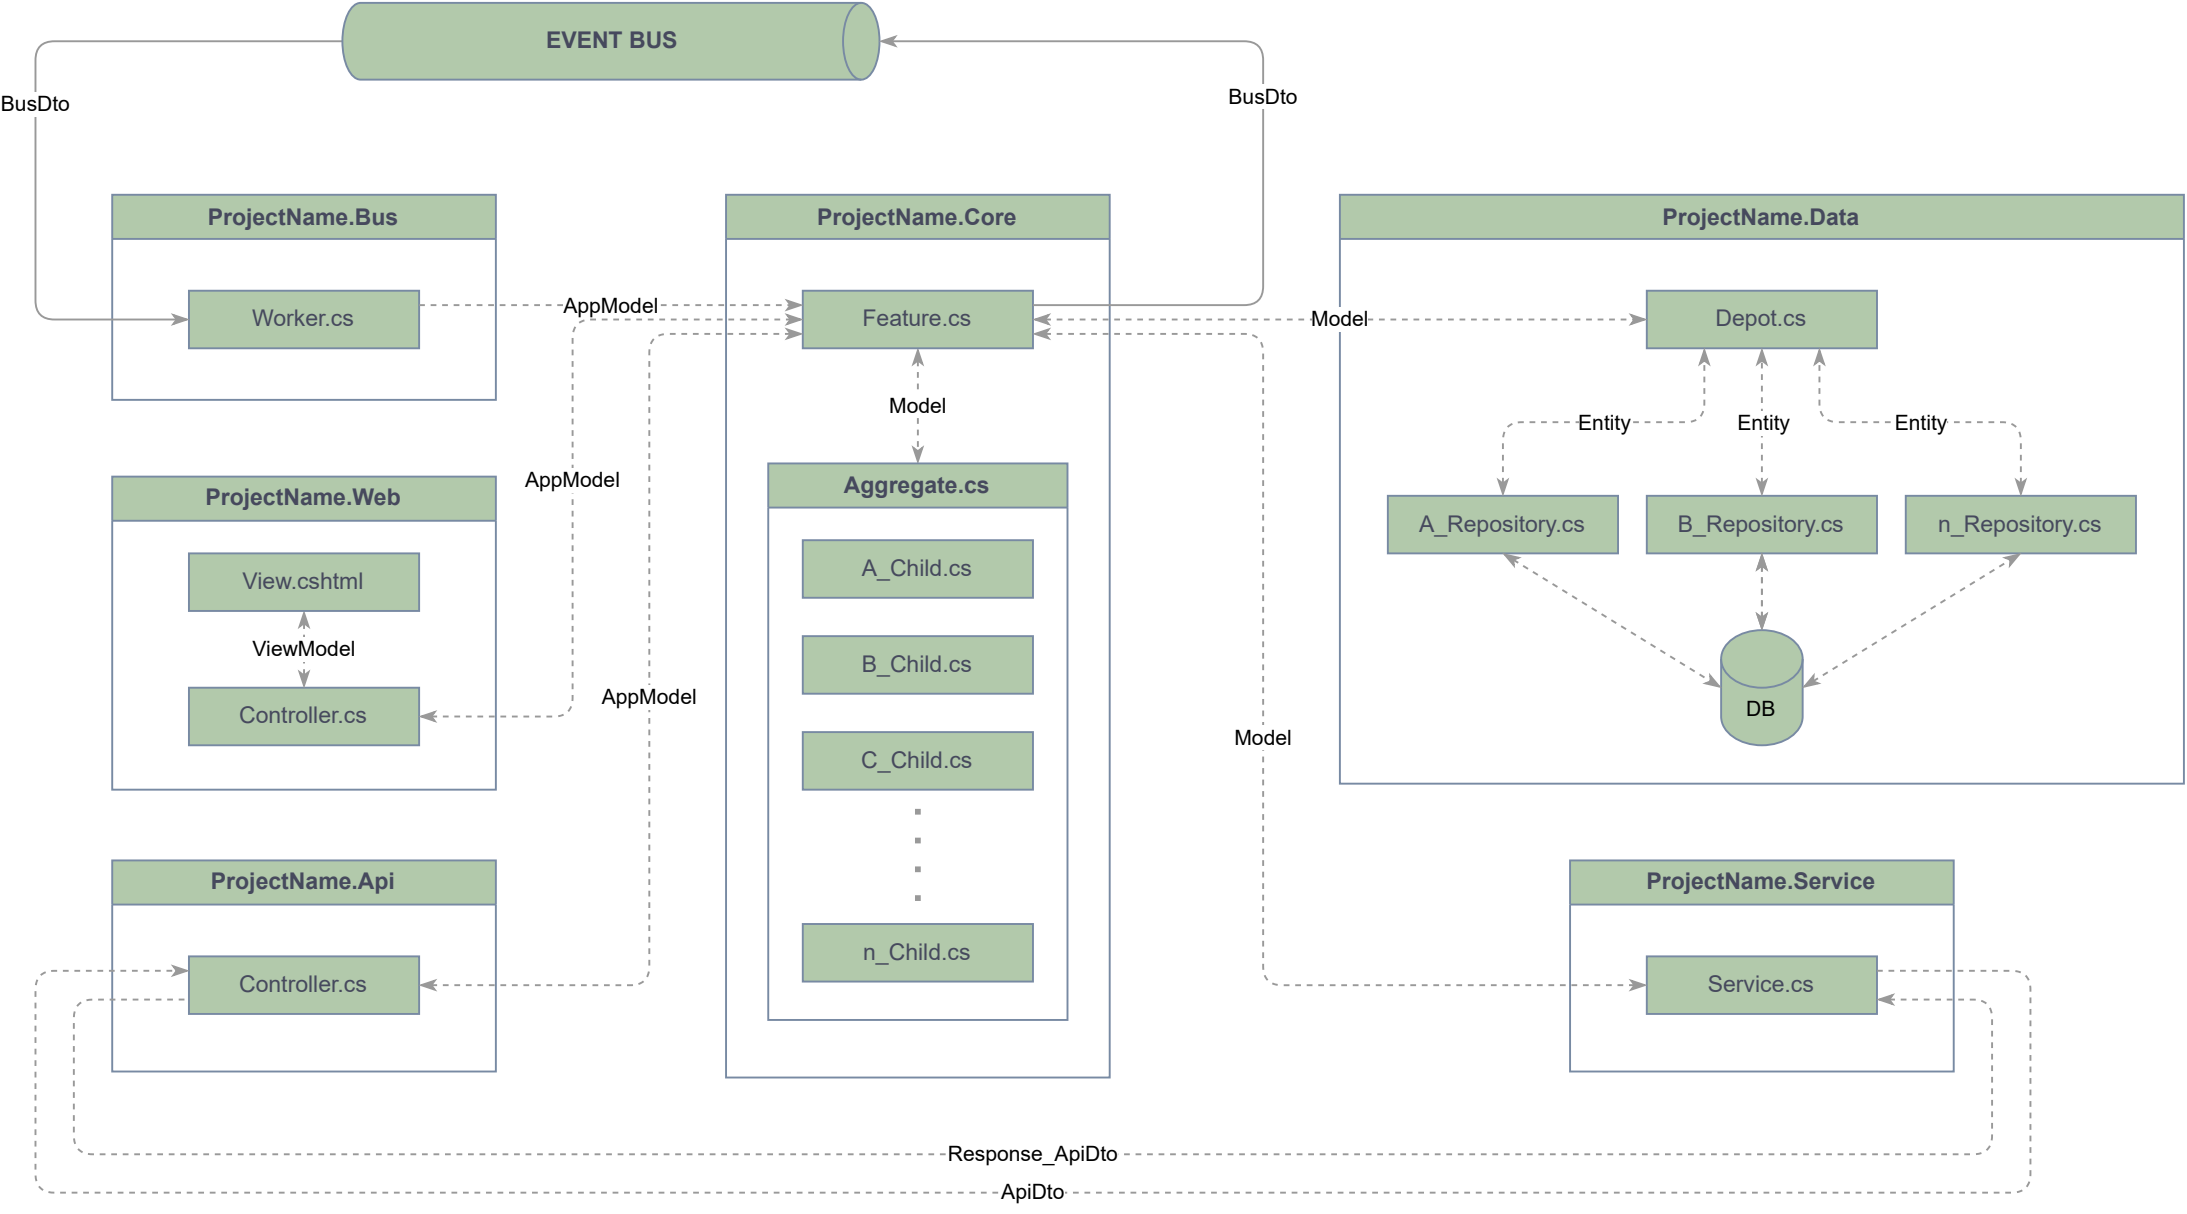 EVENT BUS
BusDto
BusDto
ProjectName.Bus
Worker.cs
AppModel
ProjectName.Core
Feature.cs
Model
Aggregate.cs
A_Child.cs
B_Child.cs
C_Child.cs
n_Child.cs
Model
ProjectName.Data
Depot.cs
Entity
Entity
Entity
A_Repository.cs
B_Repository.cs
n_Repository.cs
DB
ProjectName.Web
View.cshtml
ViewModel
Controller.cs
AppModel
AppModel
Model
ProjectName.Api
Controller.cs
ProjectName.Service
Service.cs
Response_ApiDto
ApiDto